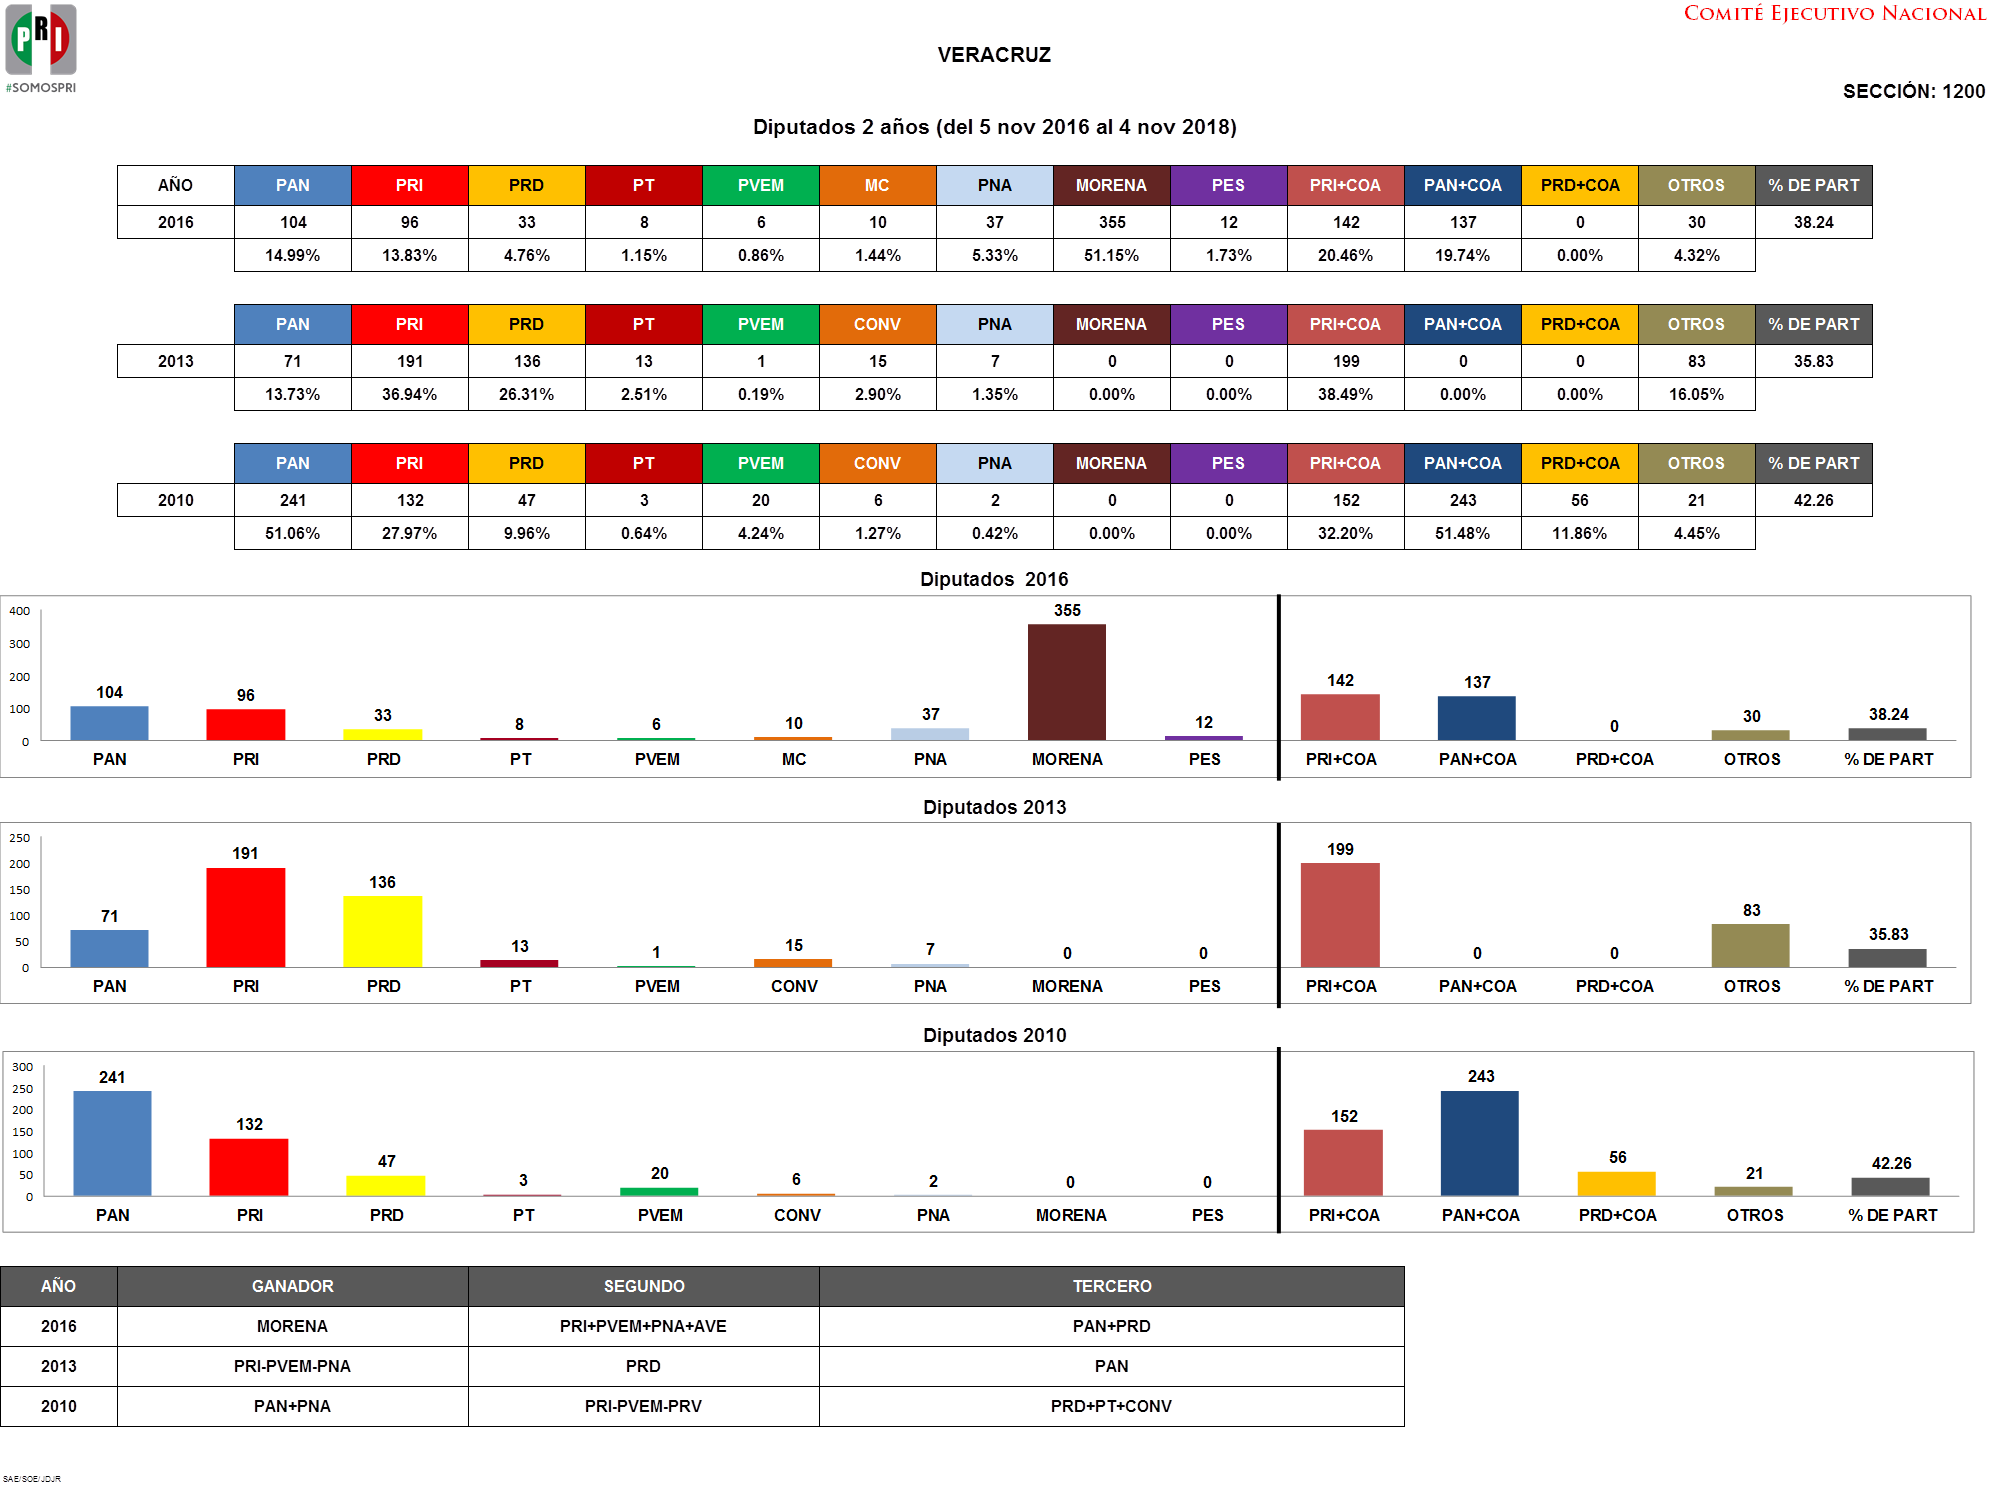 COMITÉ EJECUTIVO NACIONAL
PRI
#SOMOSPRI
VERACRUZ
SECCIÓN: 1200
Diputados 2 años (del 5 nov 2016 al 4 nov 2018)
AÑO PAN PRI PRD PT PVEM MC PNA MORENA PES PRI+COA PAN+COA PRD+COA OTROS % DE PART
2016 104 96 33 8 6 10 37 355 12 142 137 0 30 38.24
14.99% 13.83% 4.76% 1.15% 0.86% 1.44% 5.33% 51.15% 1.73% 20.46% 19.74% 0.00% 4.32%
PAN PRI PRD PT PVEM CONV PNA MORENA PES PRI+COA PAN+COA PRD+COA OTROS % DE PART
2013 71 191 136 13 1 15 7 0 0 199 0 0 83 35.83
13.73% 36.94% 26.31% 2.51% 0.19% 2.90% 1.35% 0.00% 0.00% 38.49% 0.00% 0.00% 16.05%
PAN PRI PRD PT PVEM CONV PNA MORENA PES PRI+COA PAN+COA PRD+COA OTROS % DE PART
2010 241 132 47 3 20 6 2 0 0 152 243 56 21 42.26
51.06% 27.97% 9.96% 0.64% 4.24% 1.27% 0.42% 0.00% 0.00% 32.20% 51.48% 11.86% 4.45%
Diputados 2016
400
300
200
100
0
104 96 33 8 6 10 37 355 12 142 137 0 30 38.24
PAN PRI PRD PT PVEM MC PNA MORENA PES PRI+COA PAN+COA PRD+COA OTROS % DE PART
Diputados 2013
250
200
150
100
50
0
71 191 136 13 1 15 7 0 0 199 0 0 83 35.83
PAN PRI PRD PT PVEM CONV PNA MORENA PES PRI+COA PAN+COA PRD+COA OTROS % DE PART
Diputados 2010
300
250
200
150
100
50
0
241 132 47 3 20 6 2 0 0 152 243 56 21 42.26
PAN PRI PRD PT PVEM CONV PNA MORENA PES PRI+COA PAN+COA PRD+COA OTROS % DE PART
AÑO GANADOR SEGUNDO TERCERO
2016 MORENA PRI+PVEM+PNA+AVE PAN+PRD
2013 PRI-PVEM-PNA PRD PAN
2010 PAN+PNA PRI-PVEM-PRV PRD+PT+CONV
SAE/SOE/JDJR